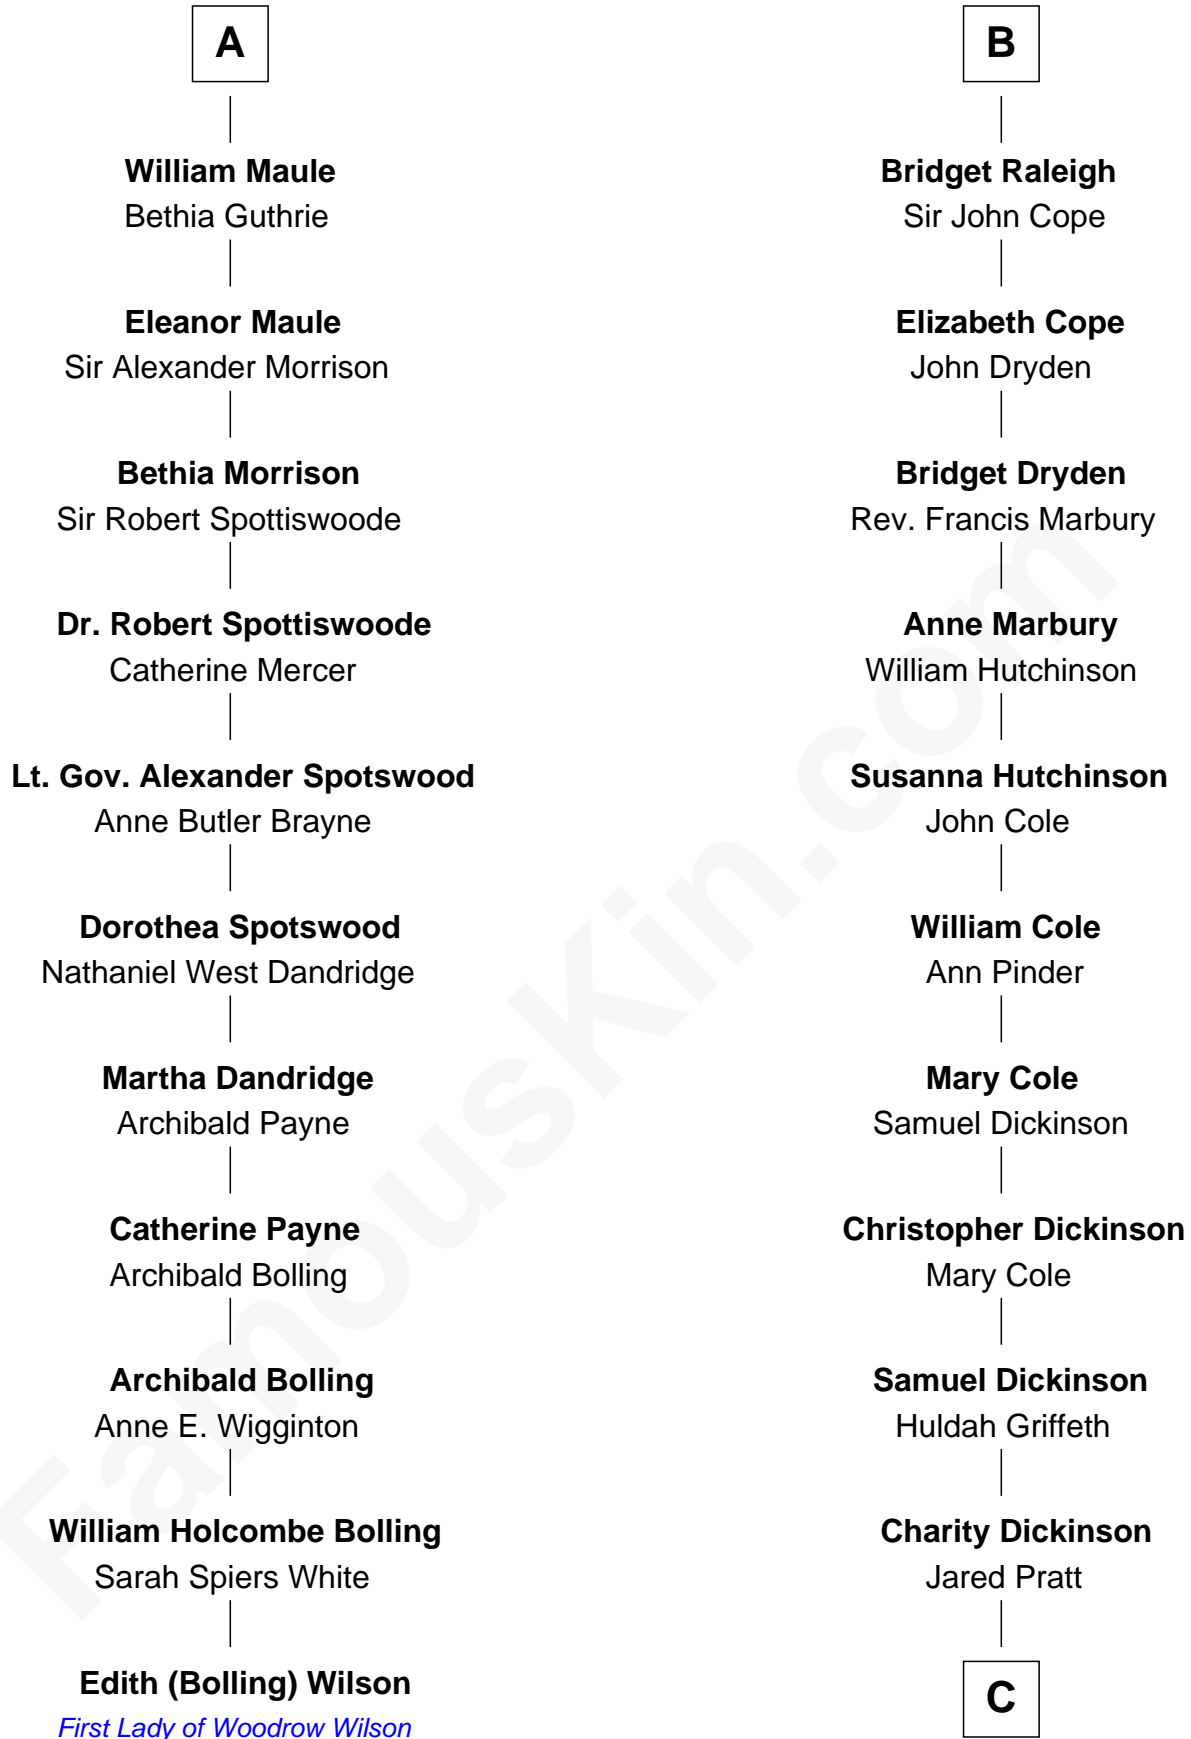 A
William Maule
Bethia Guthrie
Eleanor Maule
Sir Alexander Morrison
Bethia Morrison
Sir Robert Spottiswoode
Dr. Robert Spottiswoode
Catherine Mercer
Lt. Gov. Alexander Spotswood
Anne Butler Brayne
Dorothea Spotswood
Nathaniel West Dandridge
Martha Dandridge
Archibald Payne
Catherine Payne
Archibald Bolling
Archibald Bolling
Anne E. Wigginton
William Holcombe Bolling
Sarah Spiers White
Edith (Bolling) Wilson
First Lady of Woodrow Wilson
B
Bridget Raleigh
Sir John Cope
Elizabeth Cope
John Dryden
Bridget Dryden
Rev. Francis Marbury
Anne Marbury
William Hutchinson
Susanna Hutchinson
John Cole
William Cole
Ann Pinder
Mary Cole
Samuel Dickinson
Christopher Dickinson
Mary Cole
Samuel Dickinson
Huldah Griffeth
Charity Dickinson
Jared Pratt
C
FamousKin.com